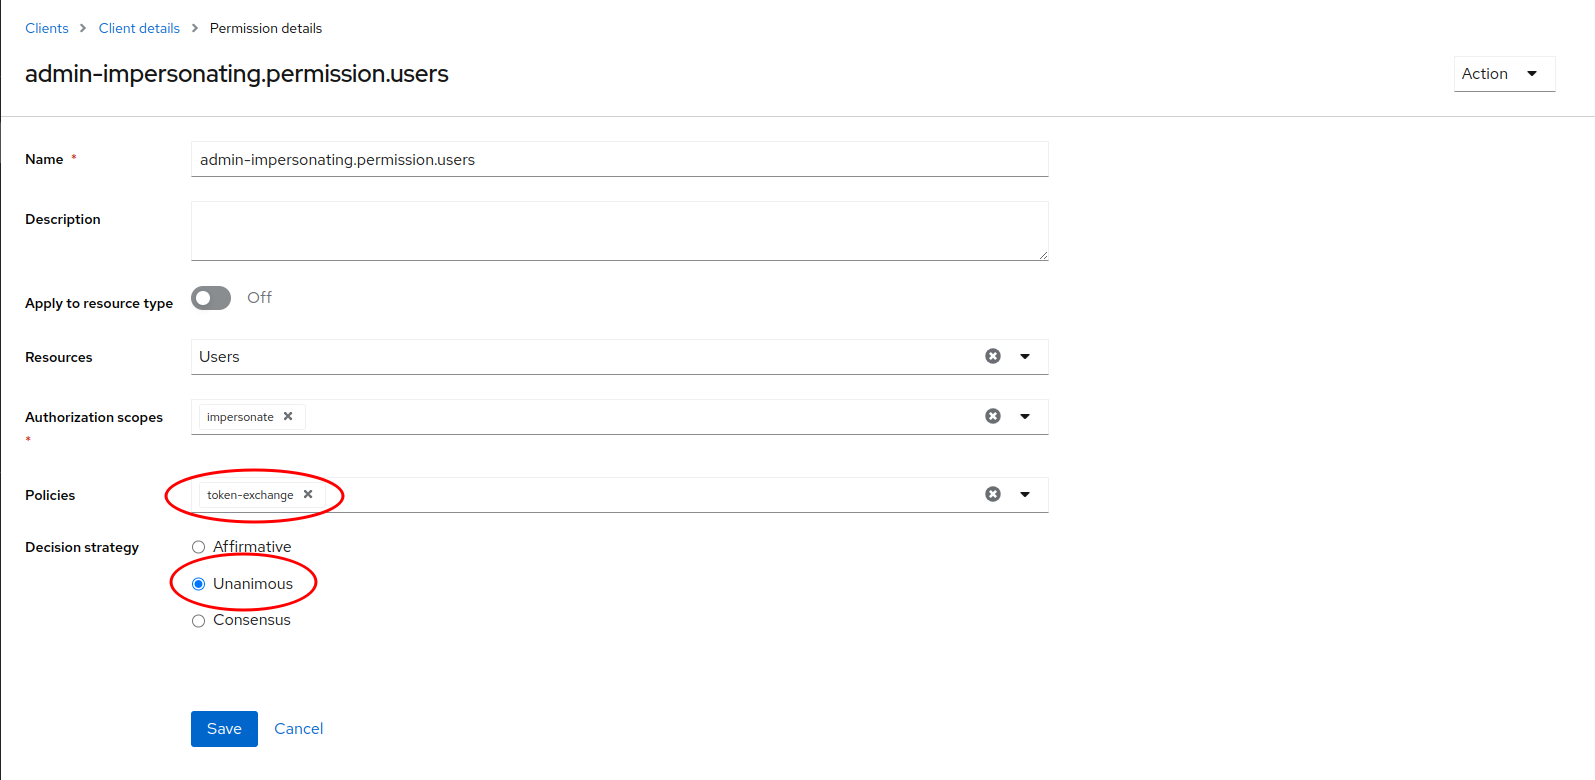 Clients > Client details > Permission details
admin-impersonating.permission.users
Action
Name *
admin-impersonating.permission.users
Description
Apply to resource type
Off
Resources
Users
Authorization scopes
*
impersonate
Policies
token-exchange
Decision strategy
Affirmative
Unanimous
Consensus
Save Cancel